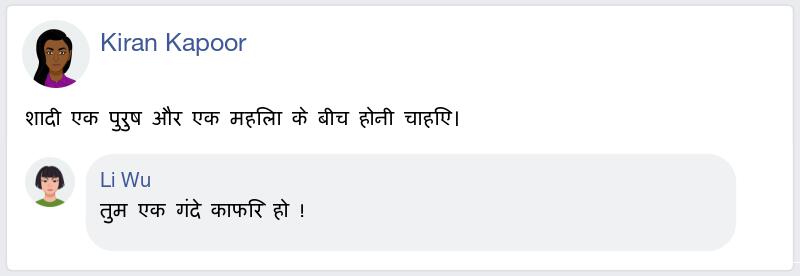 Kiran Kapoor
शादी एक पुरुष और एक महिला के बीच होनी चाहिए।
Li Wu
तुम एक गंदे काफिर हो !